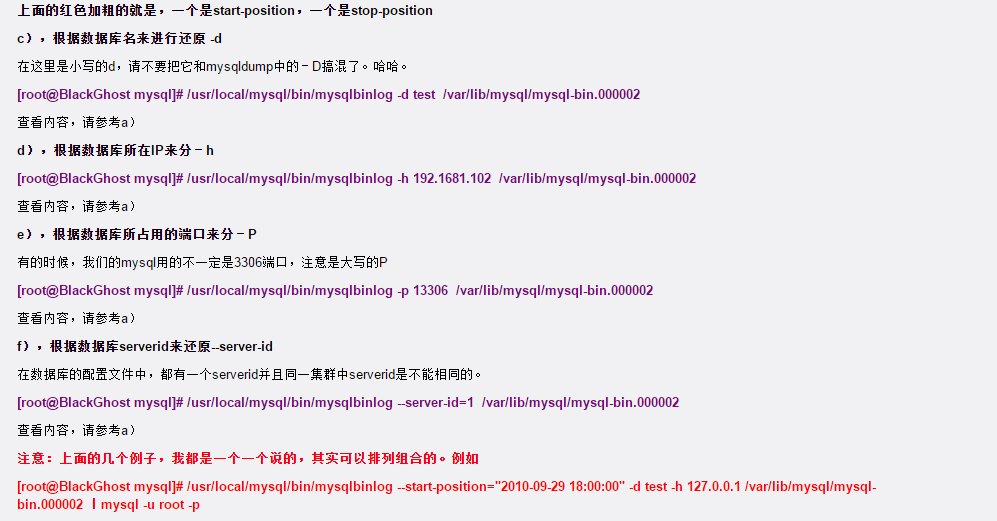 上面的红色加粗的就是，一个是start-position，一个是stop-position
c），根据数据库名来进行还原 -d
在这里是小写的d，请不要把它和mysqldump中的－D搞混了。哈哈。
[root@BlackGhost mysql]# /usr/local/mysql/bin/mysqlbinlog -d test  /var/lib/mysql/mysql-bin.000002
查看内容，请参考a）
d），根据数据库所在IP来分－h
[root@BlackGhost mysql]# /usr/local/mysql/bin/mysqlbinlog -h 192.1681.102  /var/lib/mysql/mysql-bin.000002
查看内容，请参考a）
e），根据数据库所占用的端口来分－P
有的时候，我们的mysql用的不一定是3306端口，注意是大写的P
[root@BlackGhost mysql]# /usr/local/mysql/bin/mysqlbinlog -p 13306  /var/lib/mysql/mysql-bin.000002
查看内容，请参考a）
f），根据数据库serverid来还原--server-id
在数据库的配置文件中，都有一个serverid并且同一集群中serverid是不能相同的。
[root@BlackGhost mysql]# /usr/local/mysql/bin/mysqlbinlog --server-id=1  /var/lib/mysql/mysql-bin.000002
查看内容，请参考a）
注意：上面的几个例子，我都是一个一个说的，其实可以排列组合的。例如
[root@BlackGhost mysql]# /usr/local/mysql/bin/mysqlbinlog --start-position="2010-09-29 18:00:00" -d test -h 127.0.0.1 /var/lib/mysql/mysql-
bin.000002 ｜mysql -u root -p